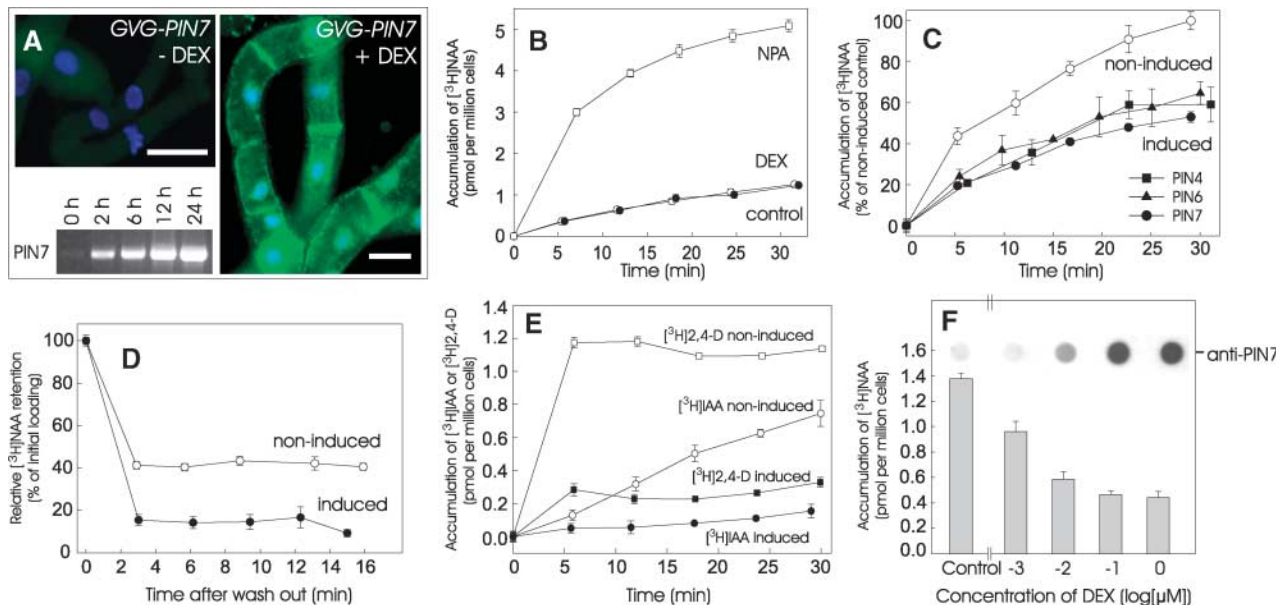 A
GVG-PIN7
- DEX
GVG-PIN7
+ DEX
0 h
2 h
6 h
12 h
24 h
PIN7
B
Accumulation of [³H]NAA
(pmol per million cells)
5
4
3
2
1
0
NPA
DEX
control
0 5 10 15 20 25 30
Time (min)
C
Accumulation of [³H]NAA
(% of non-induced control)
100
80
60
40
20
0
non-induced
induced
PIN4
PIN6
PIN7
0 5 10 15 20 25 30
Time (min)
D
Relative [³H]NAA retention
(% of initial loading)
100
80
60
40
20
0
non-induced
induced
0 2 4 6 8 10 12 14 16
Time after wash out (min)
E
Accumulation of [³H]IAA or [³H]2,4-D
(pmol per million cells)
1.4
1.2
1.0
0.8
0.6
0.4
0.2
0.0
[³H]2,4-D non-induced
[³H]IAA non-induced
[³H]2,4-D induced
[³H]IAA induced
0 5 10 15 20 25 30
Time (min)
F
anti-PIN7
Accumulation of [³H]NAA
(pmol per million cells)
1.6
1.4
1.2
1.0
0.8
0.6
0.4
0.2
0.0
Control -3 -2 -1 0
Concentration of DEX (log[µM])